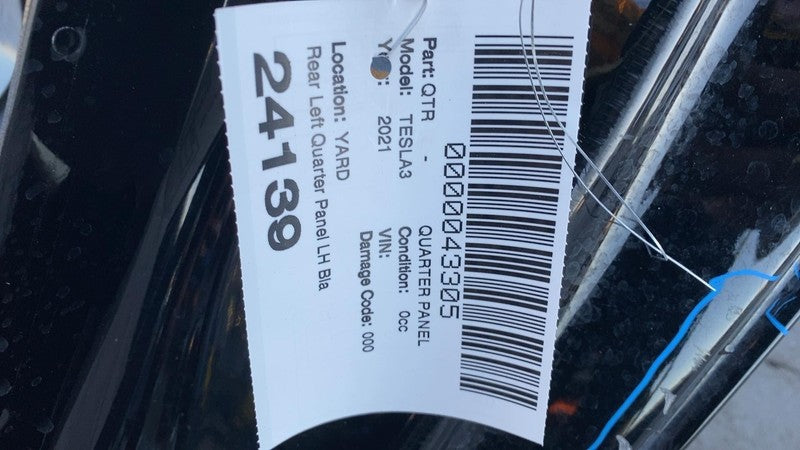 0000043305
Part: QTR - QUARTER PANEL
Model: TESLA3 Condition: 0cc
2021 VIN:
Damage Code: 000
Location: YARD
Rear Left Quarter Panel LH Bla
24139